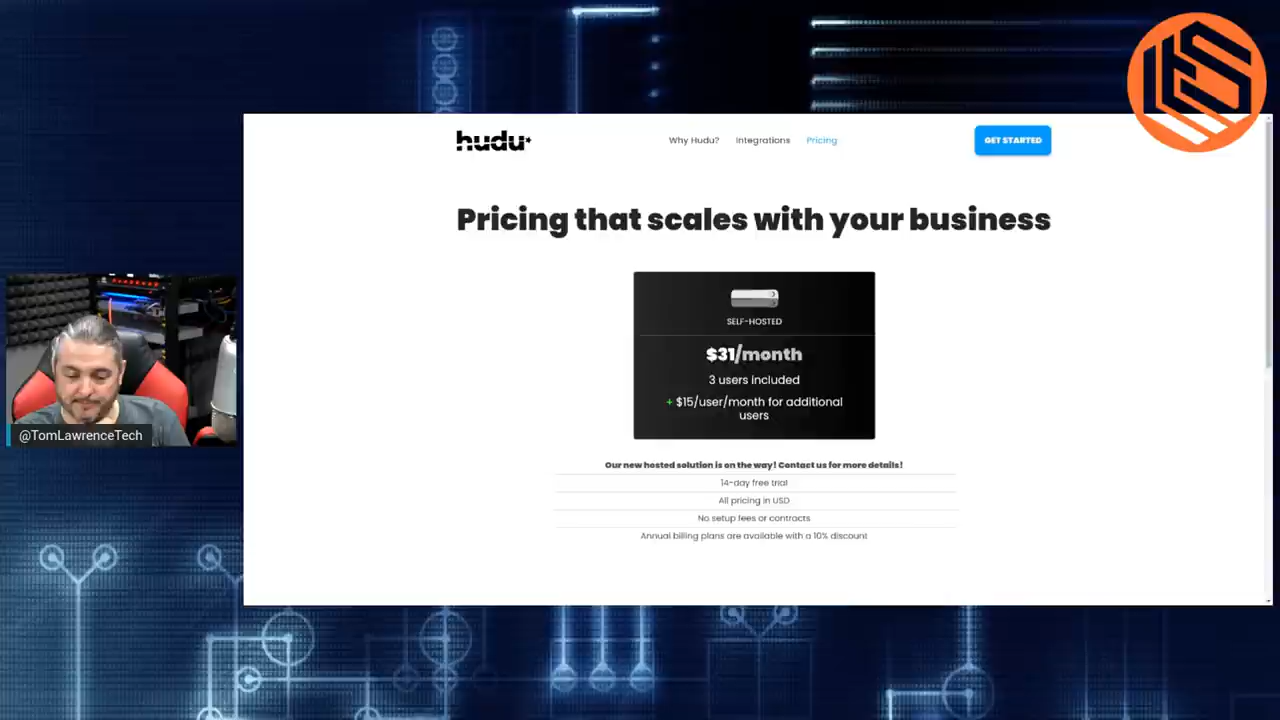 hudu
Why Hudu?
Integrations
Pricing
GET STARTED
Pricing that scales with your business
SELF-HOSTED
$31/month
3 users included
+ $15/user/month for additional
users
@TomLawrenceTech
Our new hosted solution is on the way! Contact us for more details!
14-day free trial
All pricing in USD
No setup fees or contracts
Annual billing plans are available with a 10% discount